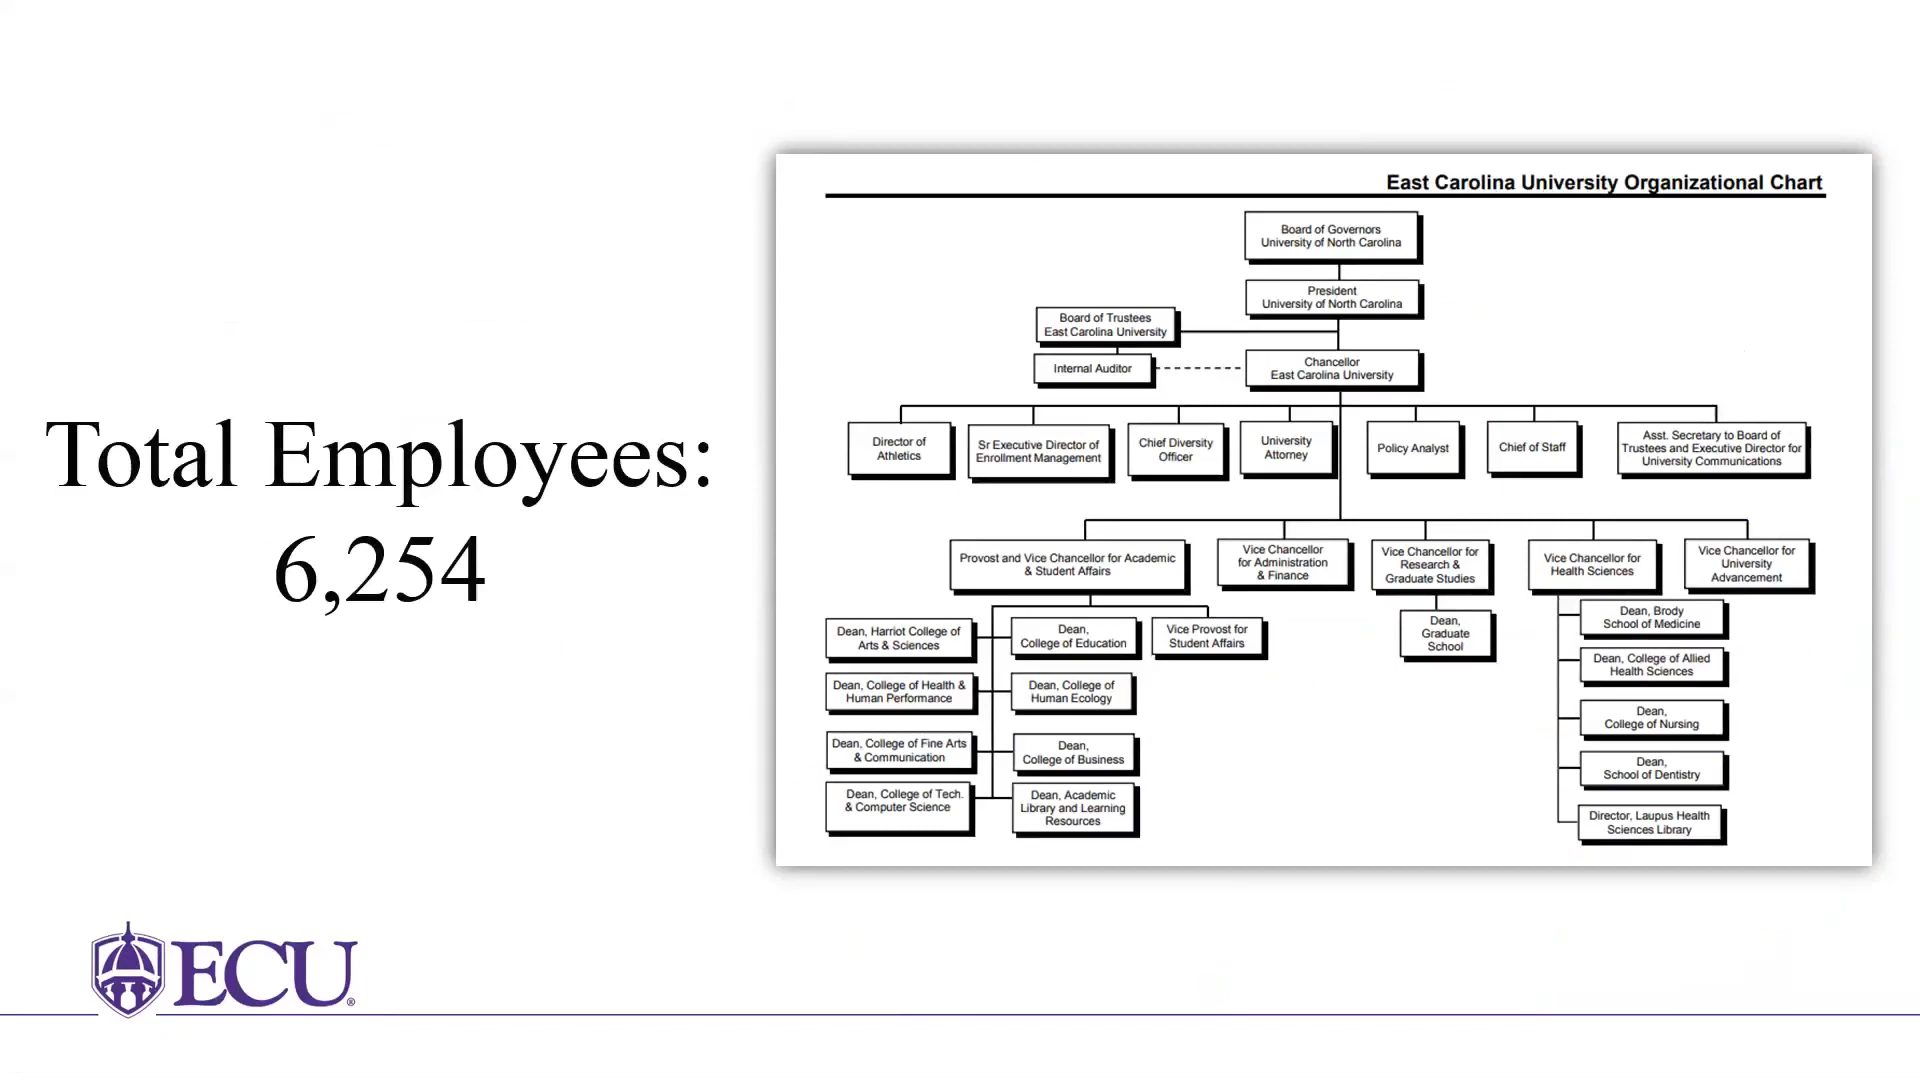 Total Employees:
6,254
East Carolina University Organizational Chart
Board of Governors
University of North Carolina
President
University of North Carolina
Board of Trustees
East Carolina University
Internal Auditor
Chancellor
East Carolina University
Director of
Athletics
Sr Executive Director of
Enrollment Management
Chief Diversity
Officer
University
Attorney
Policy Analyst
Chief of Staff
Asst. Secretary to Board of
Trustees and Executive Director for
University Communications
Provost and Vice Chancellor for Academic
& Student Affairs
Vice Chancellor
for Administration
& Finance
Vice Chancellor for
Research &
Graduate Studies
Vice Chancellor for
Health Sciences
Vice Chancellor for
University
Advancement
Dean, Harriot College of
Arts & Sciences
Dean,
College of Education
Vice Provost for
Student Affairs
Dean, College of Health &
Human Performance
Dean, College of
Human Ecology
Dean, College of Fine Arts
& Communication
Dean,
College of Business
Dean, College of Tech.
& Computer Science
Dean, Academic
Library and Learning
Resources
Dean,
Graduate
School
Dean, Brody
School of Medicine
Dean, College of Allied
Health Sciences
Dean,
College of Nursing
Dean,
School of Dentistry
Director, Laupus Health
Sciences Library
ECU®